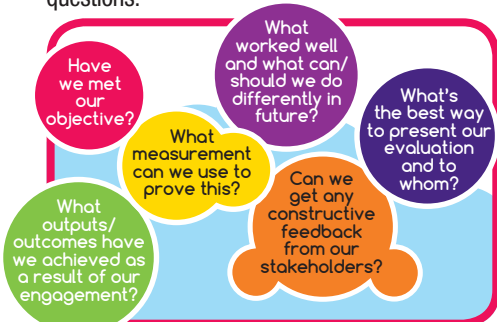 questions:
Have
we met
our
objective?
What
worked well
and what can/
should we do
differently in
future?
What's
the best way
to present our
evaluation
and to
whom?
What
measurement
can we use to
prove this?
Can we
get any
constructive
feedback
from our
stakeholders?
What
outputs/
outcomes have
we achieved as
a result of our
engagement?